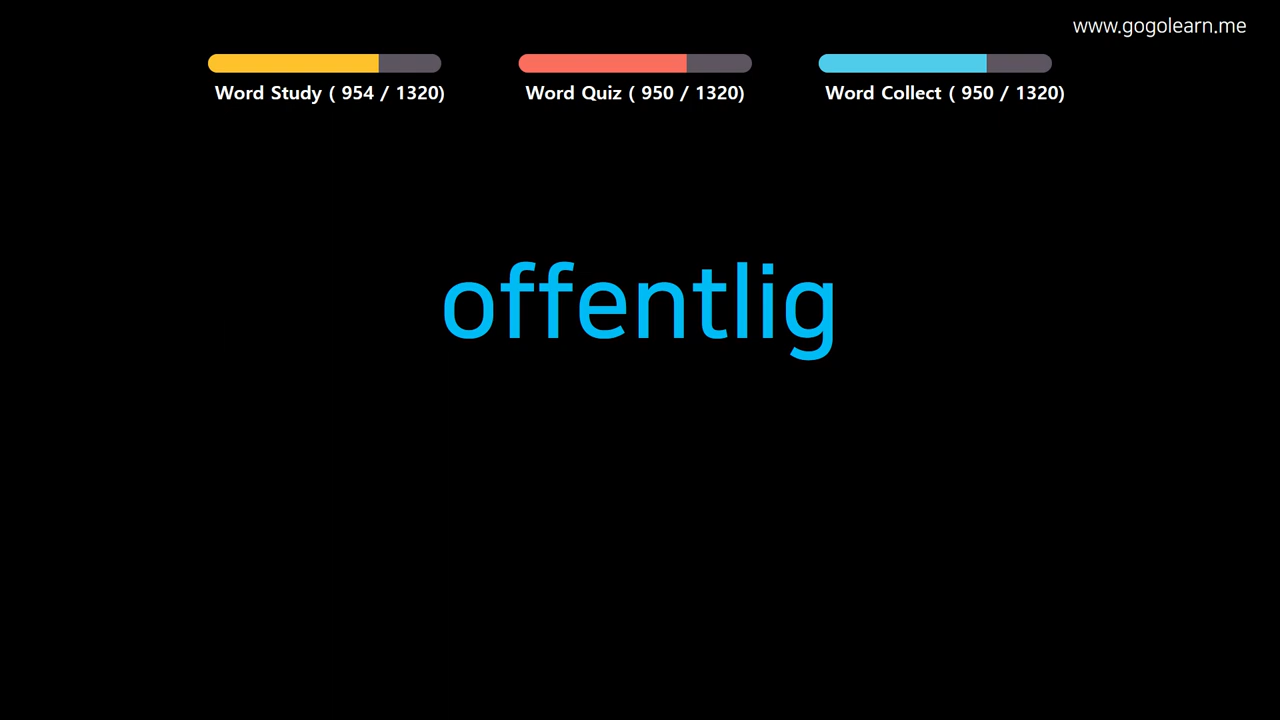 www.gogolearn.me
Word Study ( 954 / 1320)
Word Quiz ( 950 / 1320)
Word Collect ( 950 / 1320)
offentlig